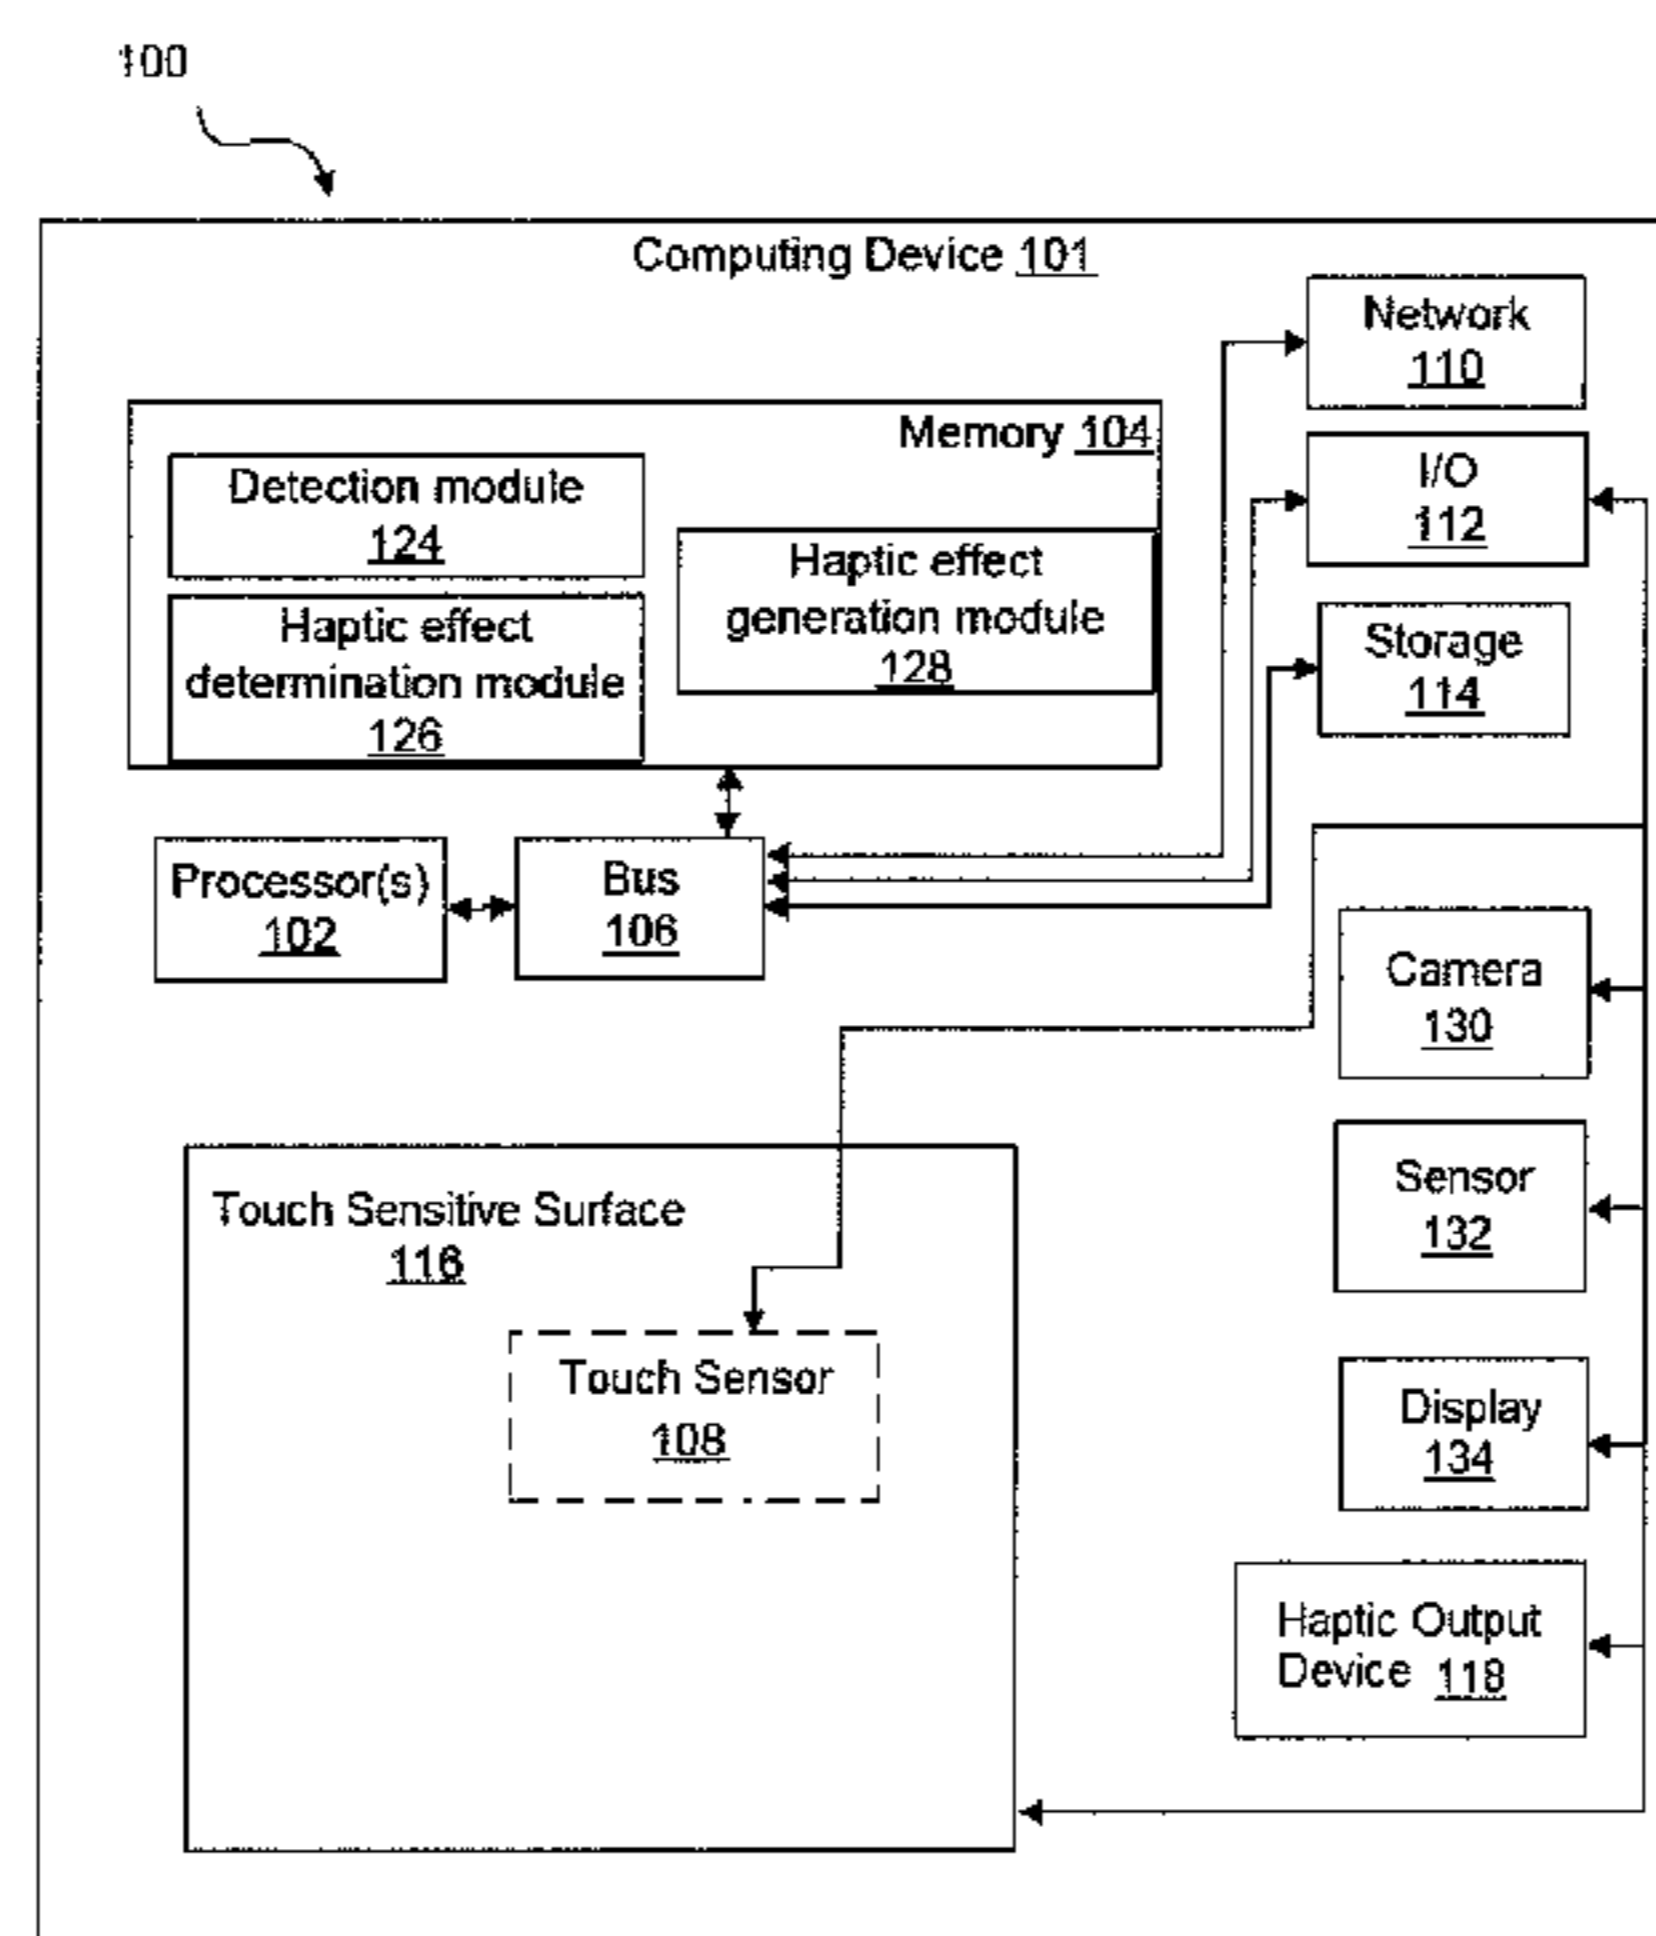 100
Computing Device 101
Network
110
Memory 104
I/O
112
Detection module
124
Haptic effect
generation module
128
Haptic effect
determination module
126
Storage
114
Processor(s)
102
Bus
106
Camera
130
Touch Sensitive Surface
116
Sensor
132
Touch Sensor
108
Display
134
Haptic Output
Device 118